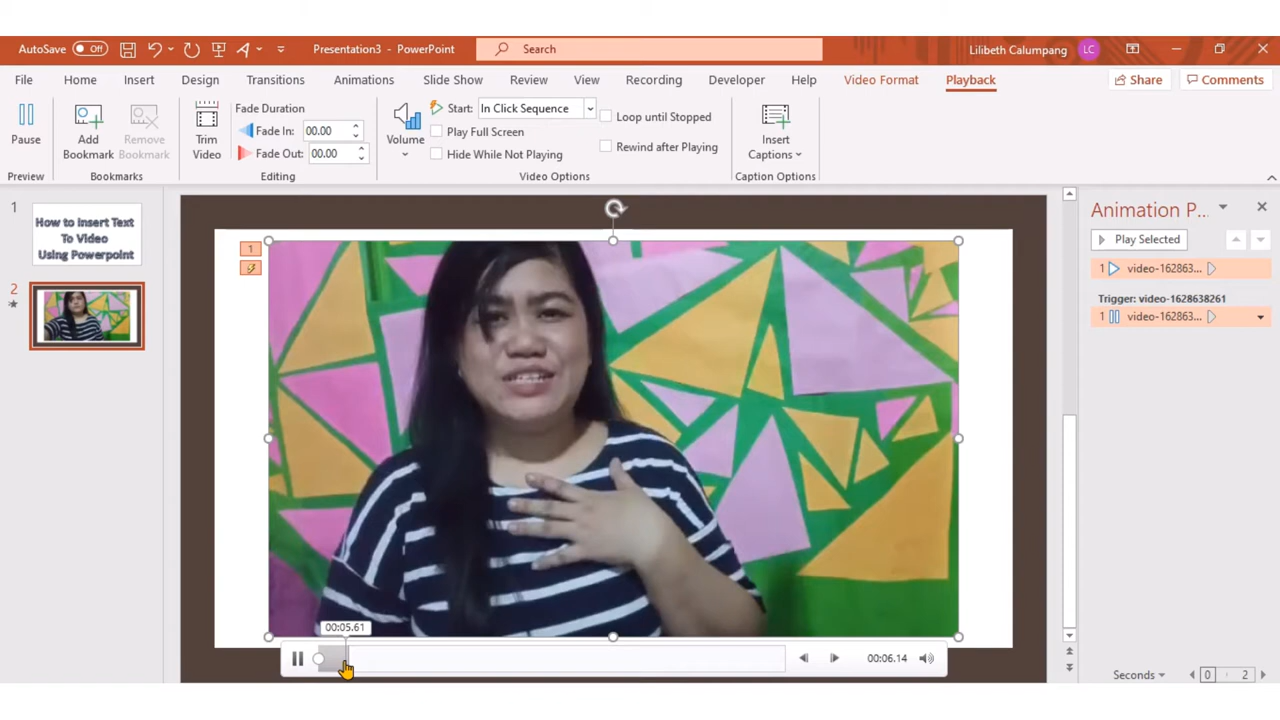 AutoSave Off Presentation3 - PowerPoint Search Lilibeth Calumpang LC
File Home Insert Design Transitions Animations Slide Show Review View Recording Developer Help Video Format Playback Share Comments
Pause
Preview
Add
Bookmark
Remove
Bookmark
Bookmarks
Trim
Video
Fade Duration
Fade In: 00.00
Fade Out: 00.00
Editing
Volume
Start: In Click Sequence
Play Full Screen
Hide While Not Playing
Loop until Stopped
Rewind after Playing
Video Options
Insert
Captions
Caption Options
1
How to Insert Text
To Video
Using Powerpoint
2
1
00:05.61
00:06.14
Animation P...
Play Selected
1 video-162863...
Trigger: video-1628638261
1 video-162863...
Seconds 0 2